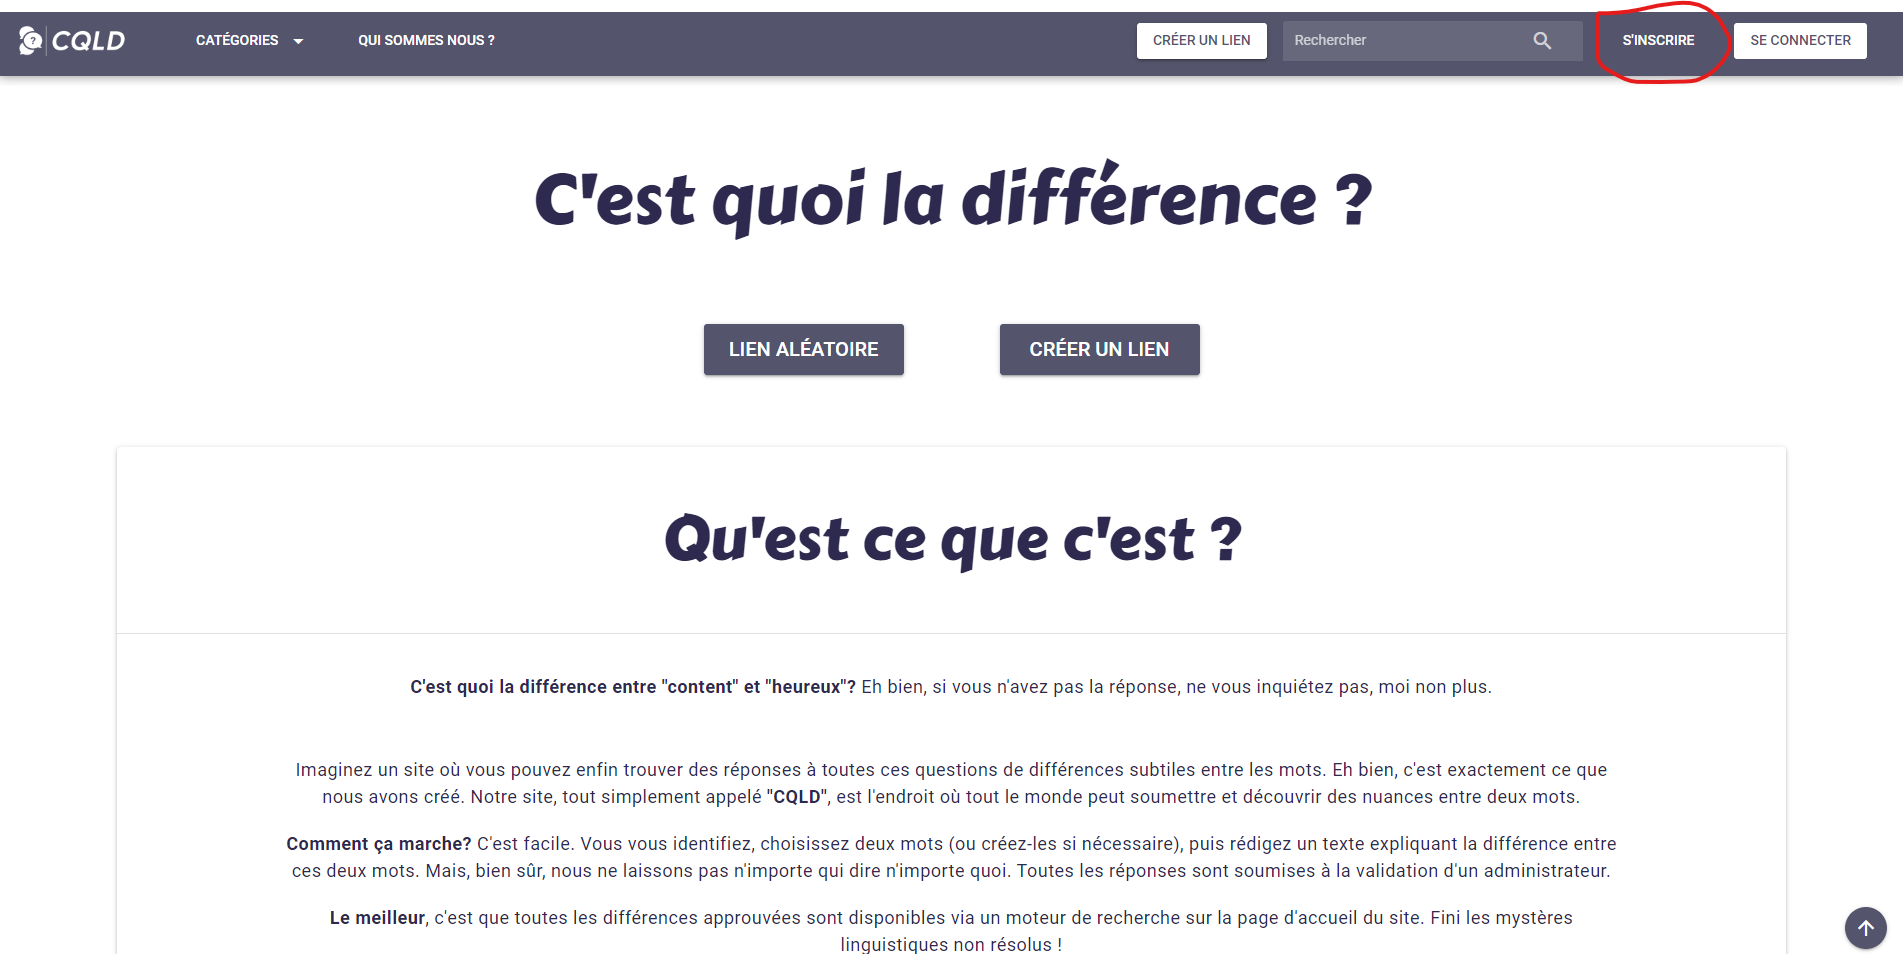 ? CQLD
CATÉGORIES
QUI SOMMES NOUS ?
CRÉER UN LIEN
Rechercher
S'INSCRIRE
SE CONNECTER
C'est quoi la différence ?
LIEN ALÉATOIRE
CRÉER UN LIEN
Qu'est ce que c'est ?
C'est quoi la différence entre "content" et "heureux"? Eh bien, si vous n'avez pas la réponse, ne vous inquiétez pas, moi non plus.
Imaginez un site où vous pouvez enfin trouver des réponses à toutes ces questions de différences subtiles entre les mots. Eh bien, c'est exactement ce que
nous avons créé. Notre site, tout simplement appelé "CQLD", est l'endroit où tout le monde peut soumettre et découvrir des nuances entre deux mots.
Comment ça marche? C'est facile. Vous vous identifiez, choisissez deux mots (ou créez-les si nécessaire), puis rédigez un texte expliquant la différence entre
ces deux mots. Mais, bien sûr, nous ne laissons pas n'importe qui dire n'importe quoi. Toutes les réponses sont soumises à la validation d'un administrateur.
Le meilleur, c'est que toutes les différences approuvées sont disponibles via un moteur de recherche sur la page d'accueil du site. Fini les mystères
linguistiques non résolus !